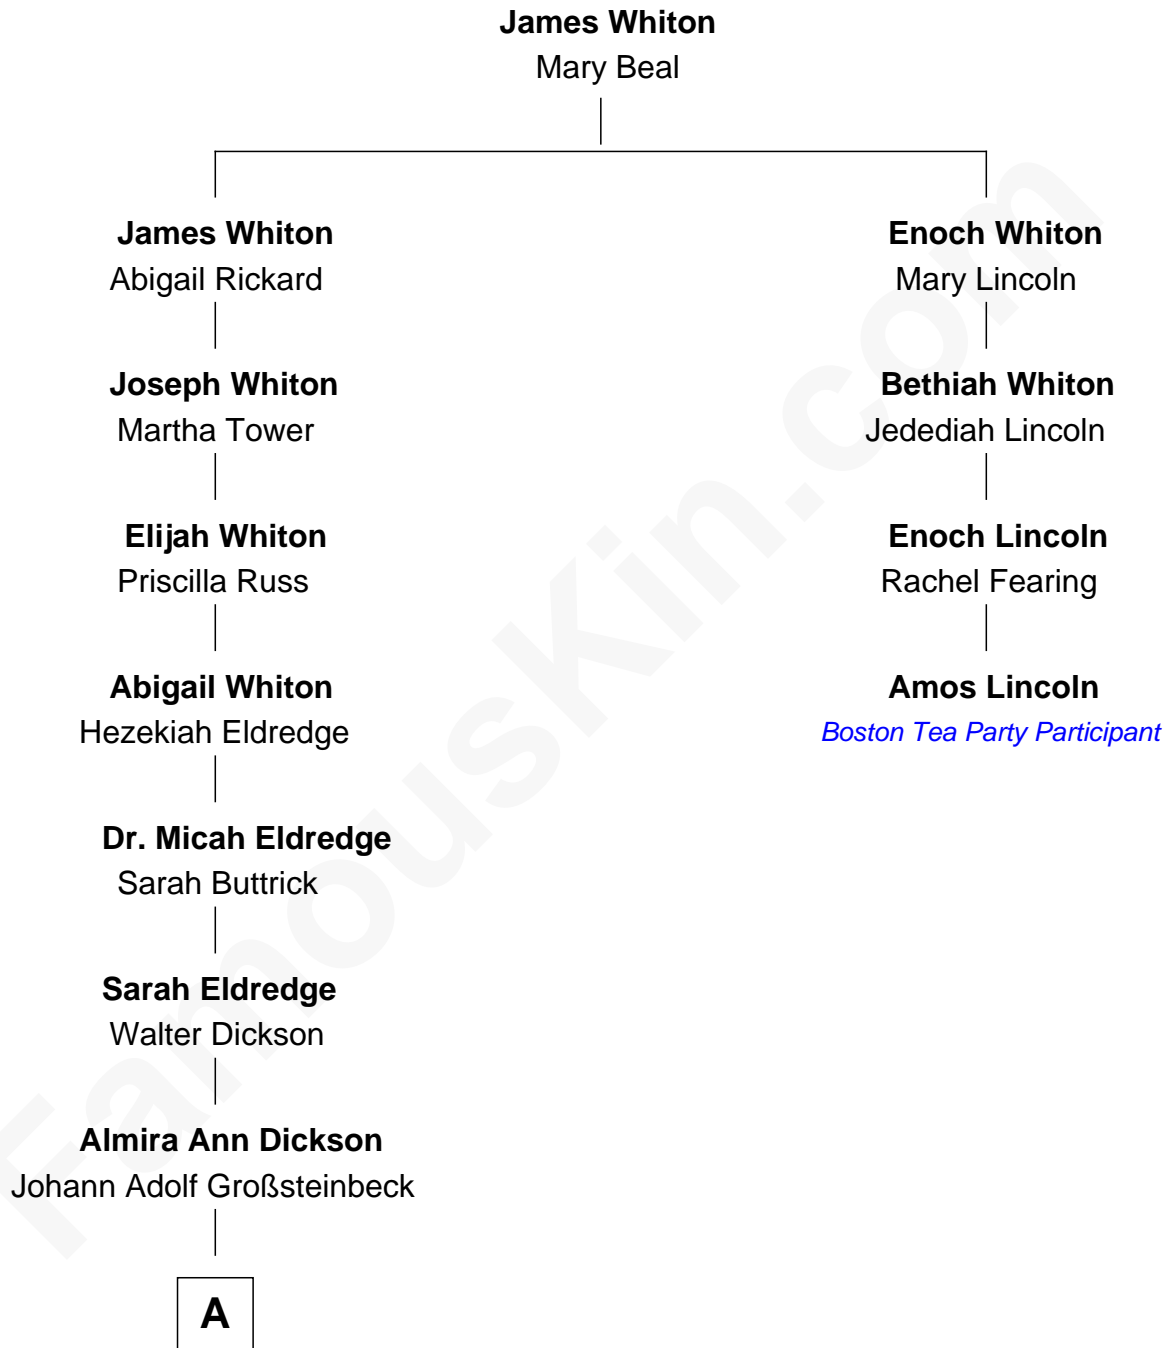 James Whiton
Mary Beal
James Whiton
Abigail Rickard
Enoch Whiton
Mary Lincoln
Joseph Whiton
Martha Tower
Bethiah Whiton
Jedediah Lincoln
Elijah Whiton
Priscilla Russ
Enoch Lincoln
Rachel Fearing
Abigail Whiton
Hezekiah Eldredge
Amos Lincoln
Boston Tea Party Participant
Dr. Micah Eldredge
Sarah Buttrick
Sarah Eldredge
Walter Dickson
Almira Ann Dickson
Johann Adolf Großsteinbeck
A
FamousKin.com